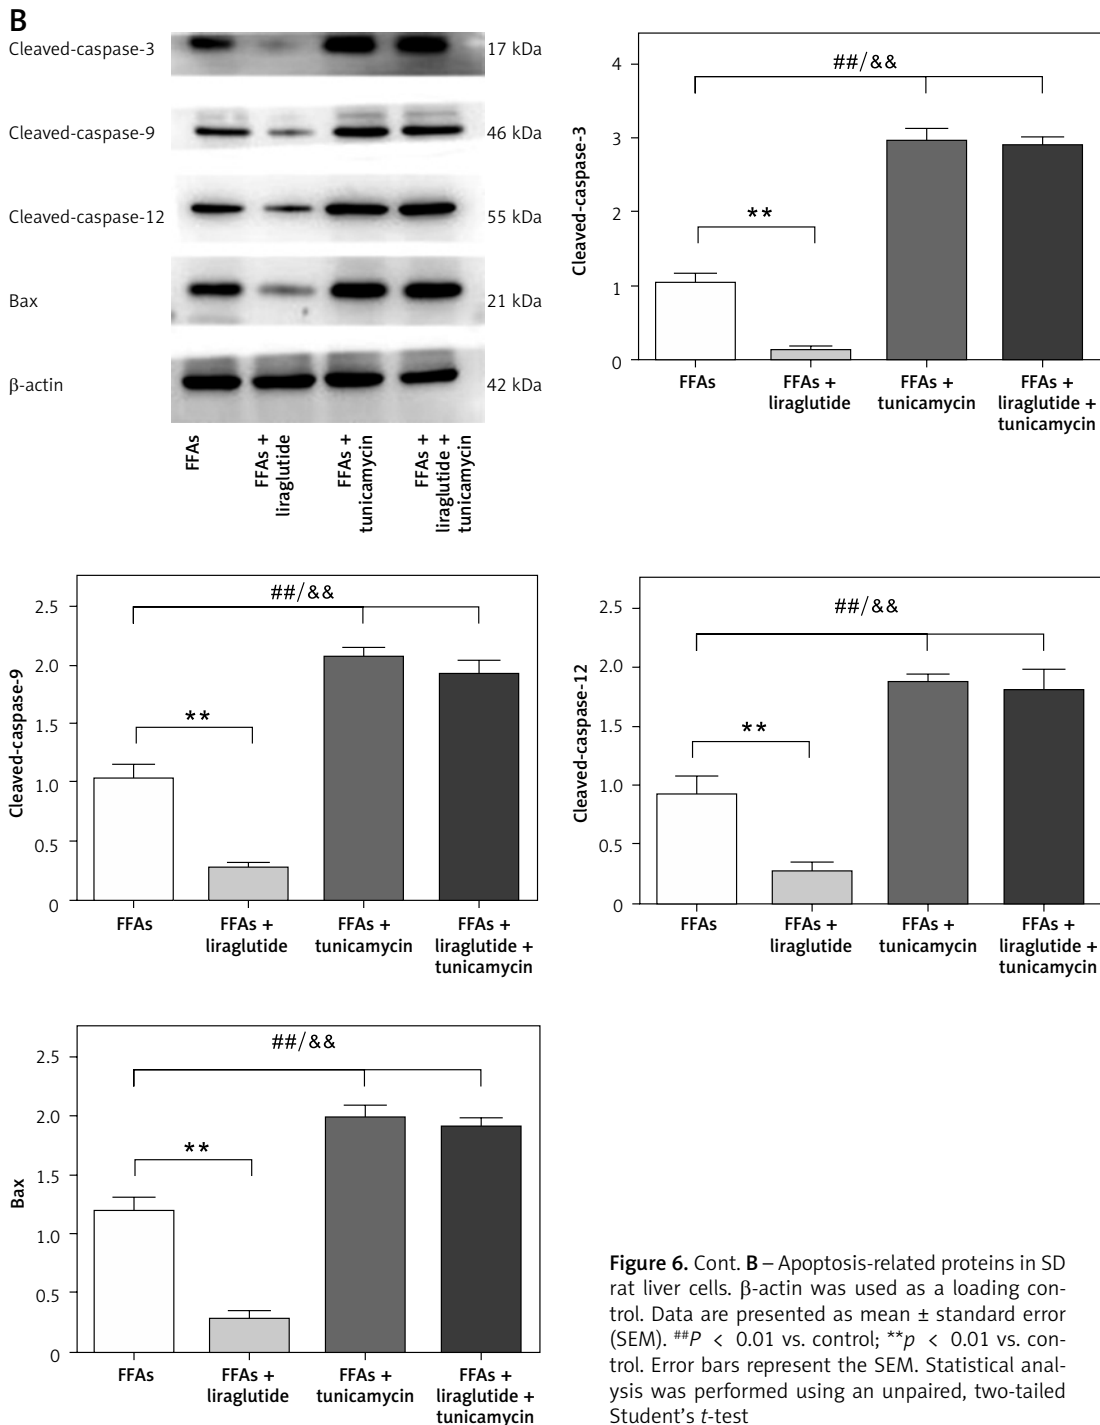 B
Cleaved-caspase-3
17 kDa
Cleaved-caspase-9
46 kDa
Cleaved-caspase-12
55 kDa
Bax
21 kDa
β-actin
42 kDa
FFAs
FFAs +
liraglutide
FFAs +
tunicamycin
FFAs +
liraglutide +
tunicamycin
Cleaved-caspase-3
4
3
2
1
0
##/&&
**
FFAs
FFAs +
liraglutide
FFAs +
tunicamycin
FFAs +
liraglutide +
tunicamycin
Cleaved-caspase-9
2.5
2.0
1.5
1.0
0.5
0
##/&&
**
FFAs
FFAs +
liraglutide
FFAs +
tunicamycin
FFAs +
liraglutide +
tunicamycin
Cleaved-caspase-12
2.5
2.0
1.5
1.0
0.5
0
##/&&
**
FFAs
FFAs +
liraglutide
FFAs +
tunicamycin
FFAs +
liraglutide +
tunicamycin
Bax
2.5
2.0
1.5
1.0
0.5
0
##/&&
**
FFAs
FFAs +
liraglutide
FFAs +
tunicamycin
FFAs +
liraglutide +
tunicamycin
Figure 6. Cont. B – Apoptosis-related proteins in SD
rat liver cells. β-actin was used as a loading con-
trol. Data are presented as mean ± standard error
(SEM). ##P < 0.01 vs. control; **p < 0.01 vs. con-
trol. Error bars represent the SEM. Statistical anal-
ysis was performed using an unpaired, two-tailed
Student's t-test